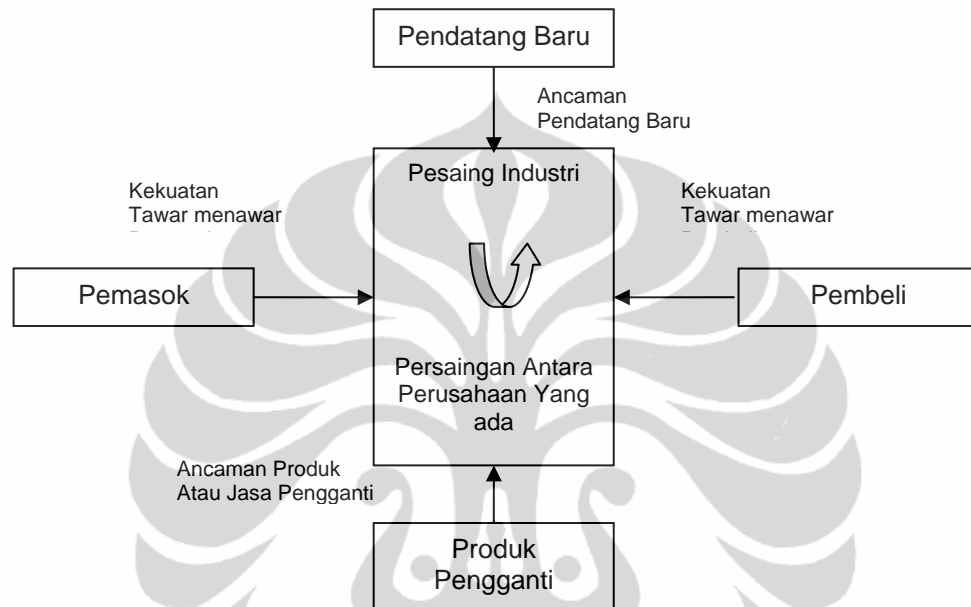 Pendatang Baru
Ancaman
Pendatang Baru
Pesaing Industri
Kekuatan
Tawar menawar
Kekuatan
Tawar menawar
Pemasok
Pembeli
Persaingan Antara
Perusahaan Yang
ada
Ancaman Produk
Atau Jasa Pengganti
Produk
Pengganti